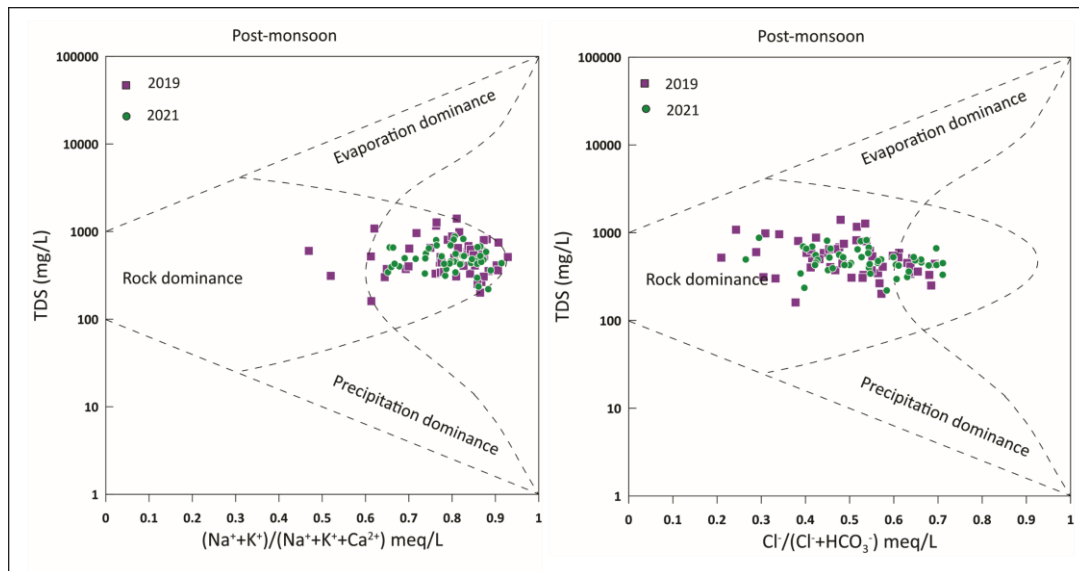 Post-monsoon
100000
10000
1000
100
10
1
TDS (mg/L)
2019
2021
Evaporation dominance
Rock dominance
Precipitation dominance
0 0.1 0.2 0.3 0.4 0.5 0.6 0.7 0.8 0.9 1
(Na⁺+K⁺)/(Na⁺+K⁺+Ca²⁺) meq/L
Post-monsoon
100000
10000
1000
100
10
1
TDS (mg/L)
2019
2021
Evaporation dominance
Rock dominance
Precipitation dominance
0 0.1 0.2 0.3 0.4 0.5 0.6 0.7 0.8 0.9 1
Cl⁻/(Cl⁻+HCO₃⁻) meq/L